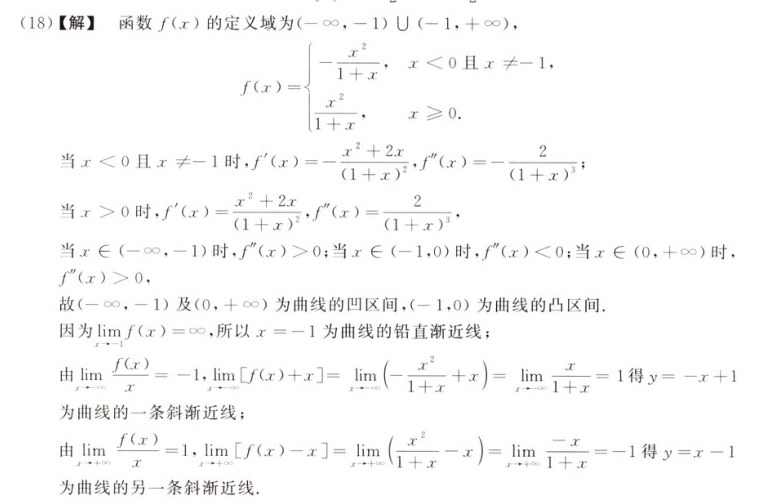 (18)【解】 函数 f(x) 的定义域为(−∞,−1)∪(−1,+∞),
f(x)={ −x²/(1+x), x<0且x≠−1,
x²/(1+x), x≥0.
当 x<0 且 x≠−1 时,f′(x)=−(x²+2x)/(1+x)²,f″(x)=−2/(1+x)³;
当 x>0 时,f′(x)=(x²+2x)/(1+x)²,f″(x)=2/(1+x)³,
当 x∈(−∞,−1) 时,f″(x)>0;当 x∈(−1,0) 时,f″(x)<0;当 x∈(0,+∞) 时,
f″(x)>0,
故(−∞,−1) 及(0,+∞) 为曲线的凹区间,(−1,0) 为曲线的凸区间.
因为 lim_{x→−1} f(x)=∞,所以 x=−1 为曲线的铅直渐近线;
由 lim_{x→−∞} f(x)/x=−1, lim_{x→−∞}[f(x)+x]= lim_{x→−∞}(−x²/(1+x)+x)= lim_{x→−∞} x/(1+x)=1得 y=−x+1
为曲线的一条斜渐近线;
由 lim_{x→+∞} f(x)/x=1, lim_{x→+∞}[f(x)−x]= lim_{x→+∞}(x²/(1+x)−x)= lim_{x→+∞} −x/(1+x)=−1得 y=x−1
为曲线的另一条斜渐近线.